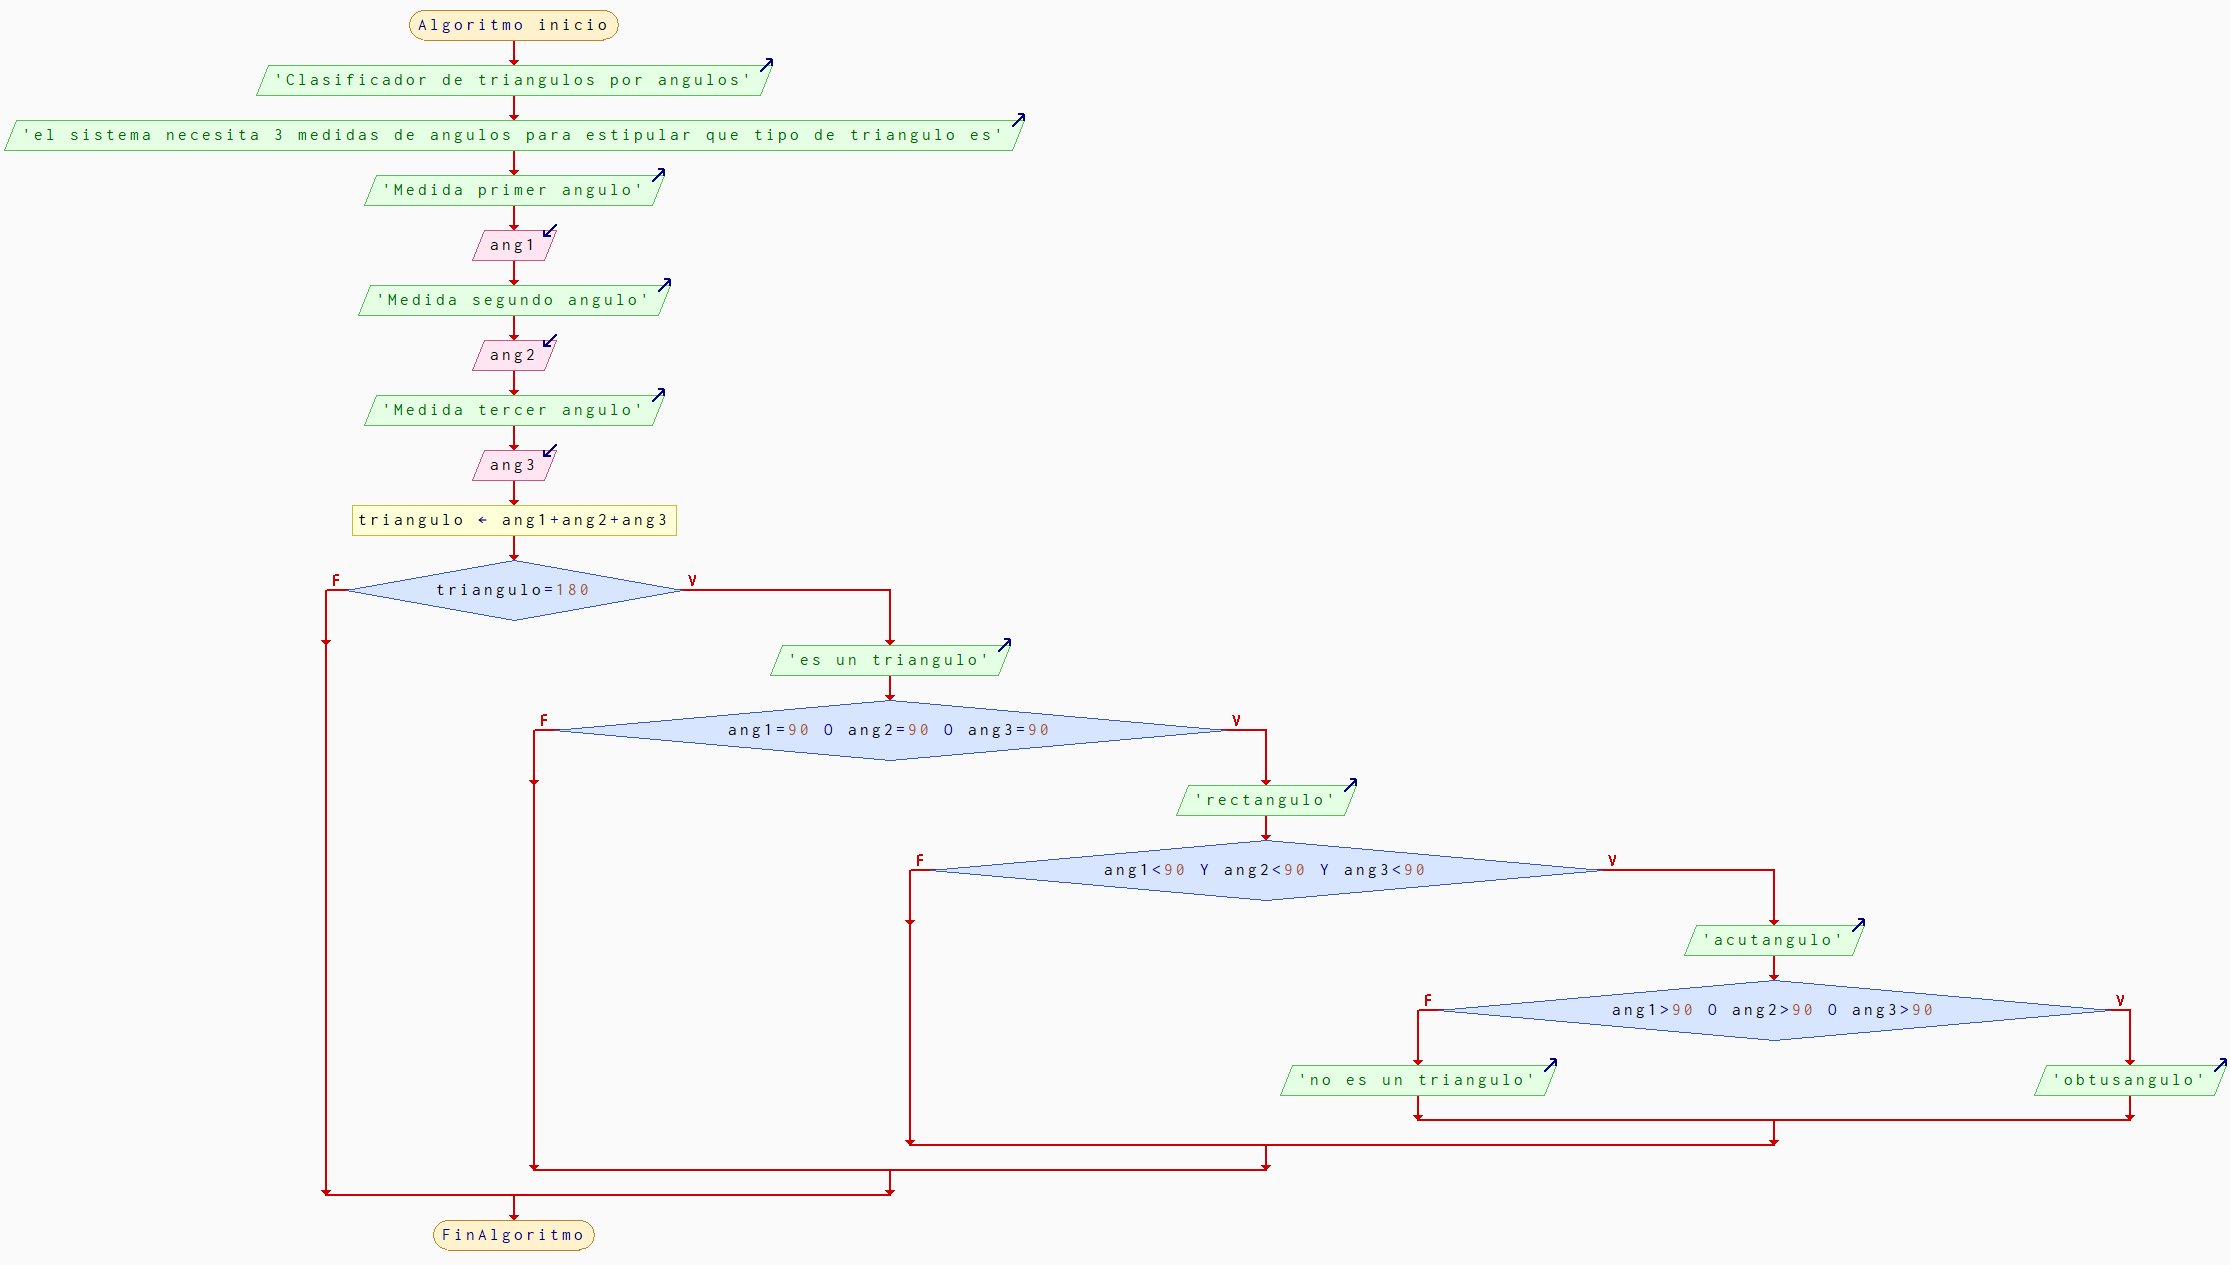 Algoritmo inicio
'Clasificador de triangulos por angulos'
'el sistema necesita 3 medidas de angulos para estipular que tipo de triangulo es'
'Medida primer angulo'
ang1
'Medida segundo angulo'
ang2
'Medida tercer angulo'
ang3
triangulo ← ang1+ang2+ang3
F
V
triangulo=180
'es un triangulo'
F
V
ang1=90 O ang2=90 O ang3=90
'rectangulo'
F
V
ang1<90 Y ang2<90 Y ang3<90
'acutangulo'
F
V
ang1>90 O ang2>90 O ang3>90
'no es un triangulo'
'obtusangulo'
FinAlgoritmo